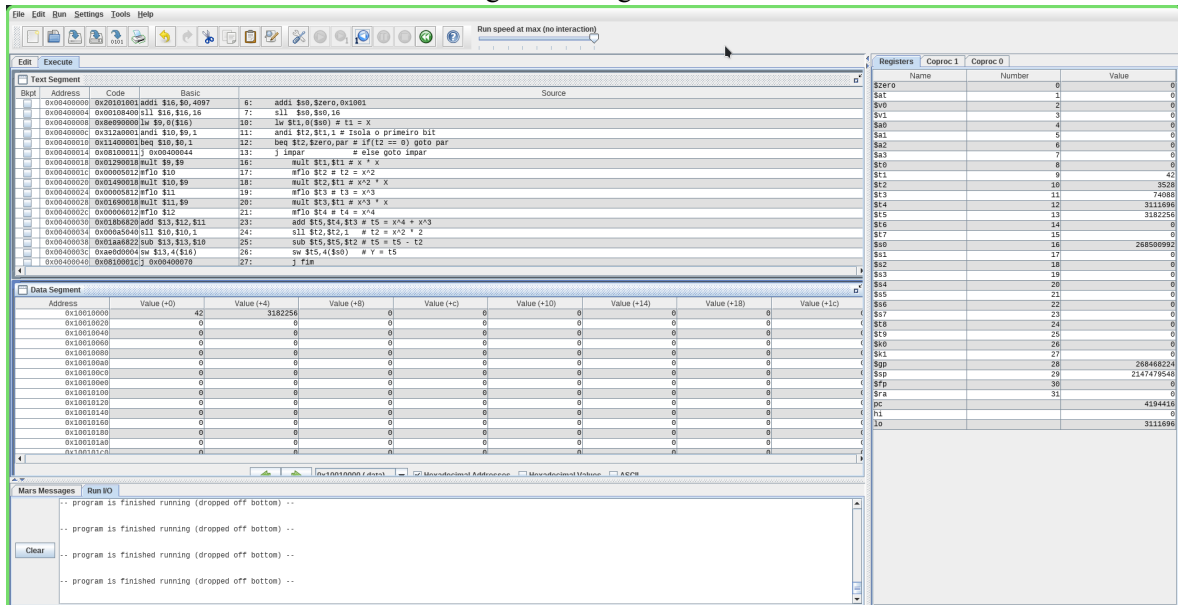 File Edit Run Settings Tools Help
Run speed at max (no interaction)
Edit Execute
Text Segment
Bkpt Address Code Basic Source
0x00400000 0x20101001 addi $16,$0,4097 6: addi $s0,$zero,0x1001
0x00400004 0x00108400 sll $16,$16,16 7: sll $s0,$s0,16
0x00400008 0x8e090000 lw $9,0($16) 10: lw $t1,0($s0) # t1 = X
0x0040000c 0x312a0001 andi $10,$9,1 11: andi $t2,$t1,1 # Isola o primeiro bit
0x00400010 0x11400001 beq $10,$0,1 12: beq $t2,$zero,par # if(t2 == 0) goto par
0x00400014 0x08100011 j 0x00400044 13: j impar # else goto impar
0x00400018 0x01290018 mult $9,$9 16: mult $t1,$t1 # x * X
0x0040001c 0x00005012 mflo $10 17: mflo $t2 # t2 = x^2
0x00400020 0x01490018 mult $10,$9 18: mult $t2,$t1 # x^2 * X
0x00400024 0x00005812 mflo $11 19: mflo $t3 # t3 = x^3
0x00400028 0x01690018 mult $11,$9 20: mult $t3,$t1 # x^3 * X
0x0040002c 0x00006012 mflo $12 21: mflo $t4 # t4 = x^4
0x00400030 0x018b6820 add $13,$12,$11 23: add $t5,$t4,$t3 # t5 = x^4 + x^3
0x00400034 0x000a5040 sll $10,$10,1 24: sll $t2,$t2,1 # t2 = x^2 * 2
0x00400038 0x01aa6822 sub $13,$13,$10 25: sub $t5,$t5,$t2 # t5 = t5 - t2
0x0040003c 0xae0d0004 sw $13,4($16) 26: sw $t5,4($s0) # Y = t5
0x00400040 0x0810001c j 0x00400070 27: j fim
Data Segment
Address Value (+0) Value (+4) Value (+8) Value (+c) Value (+10) Value (+14) Value (+18) Value (+1c)
0x10010000 42 3182256 0 0 0 0 0
0x10010020 0 0 0 0 0 0 0
0x10010040 0 0 0 0 0 0 0
0x10010060 0 0 0 0 0 0 0
0x10010080 0 0 0 0 0 0 0
0x100100a0 0 0 0 0 0 0 0
0x100100c0 0 0 0 0 0 0 0
0x100100e0 0 0 0 0 0 0 0
0x10010100 0 0 0 0 0 0 0
0x10010120 0 0 0 0 0 0 0
0x10010140 0 0 0 0 0 0 0
0x10010160 0 0 0 0 0 0 0
0x10010180 0 0 0 0 0 0 0
0x100101a0 0 0 0 0 0 0 0
0x100101c0 0 0 0 0 0 0 0
0x10010000 (.data) Hexadecimal Addresses Hexadecimal Values ASCII
Mars Messages Run I/O
-- program is finished running (dropped off bottom) --
-- program is finished running (dropped off bottom) --
Clear
-- program is finished running (dropped off bottom) --
-- program is finished running (dropped off bottom) --
Registers Coproc 1 Coproc 0
Name Number Value
$zero 0 0
$at 1 0
$v0 2 0
$v1 3 0
$a0 4 0
$a1 5 0
$a2 6 0
$a3 7 0
$t0 8 0
$t1 9 42
$t2 10 3528
$t3 11 74088
$t4 12 3111696
$t5 13 3182256
$t6 14 0
$t7 15 0
$s0 16 268500992
$s1 17 0
$s2 18 0
$s3 19 0
$s4 20 0
$s5 21 0
$s6 22 0
$s7 23 0
$t8 24 0
$t9 25 0
$k0 26 0
$k1 27 0
$gp 28 268468224
$sp 29 2147479548
$fp 30 0
$ra 31 0
pc 4194416
hi 0
lo 3111696